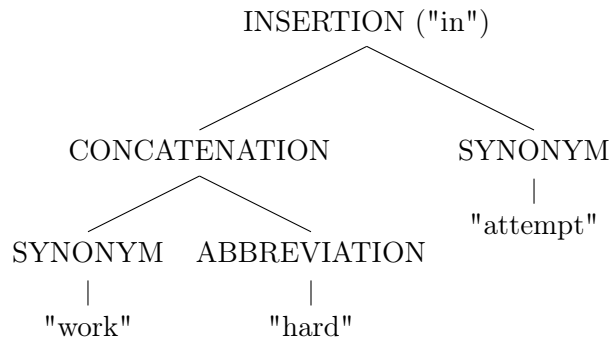 INSERTION ("in")
CONCATENATION SYNONYM
"attempt"
SYNONYM ABBREVIATION
"work" "hard"